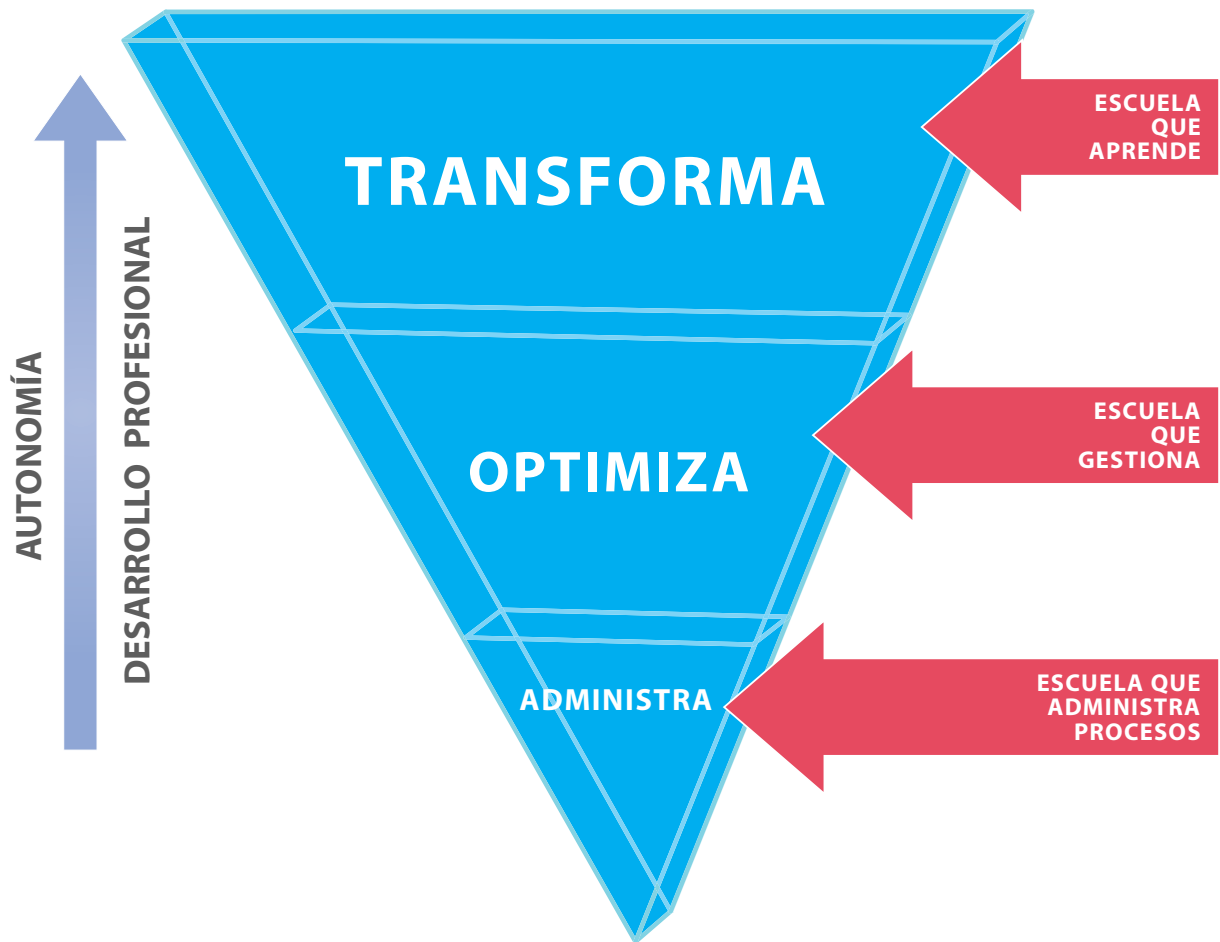 AUTONOMÍA
DESARROLLO PROFESIONAL
TRANSFORMA
ESCUELA
QUE
APRENDE
OPTIMIZA
ESCUELA
QUE
GESTIONA
ADMINISTRA
ESCUELA QUE
ADMINISTRA
PROCESOS